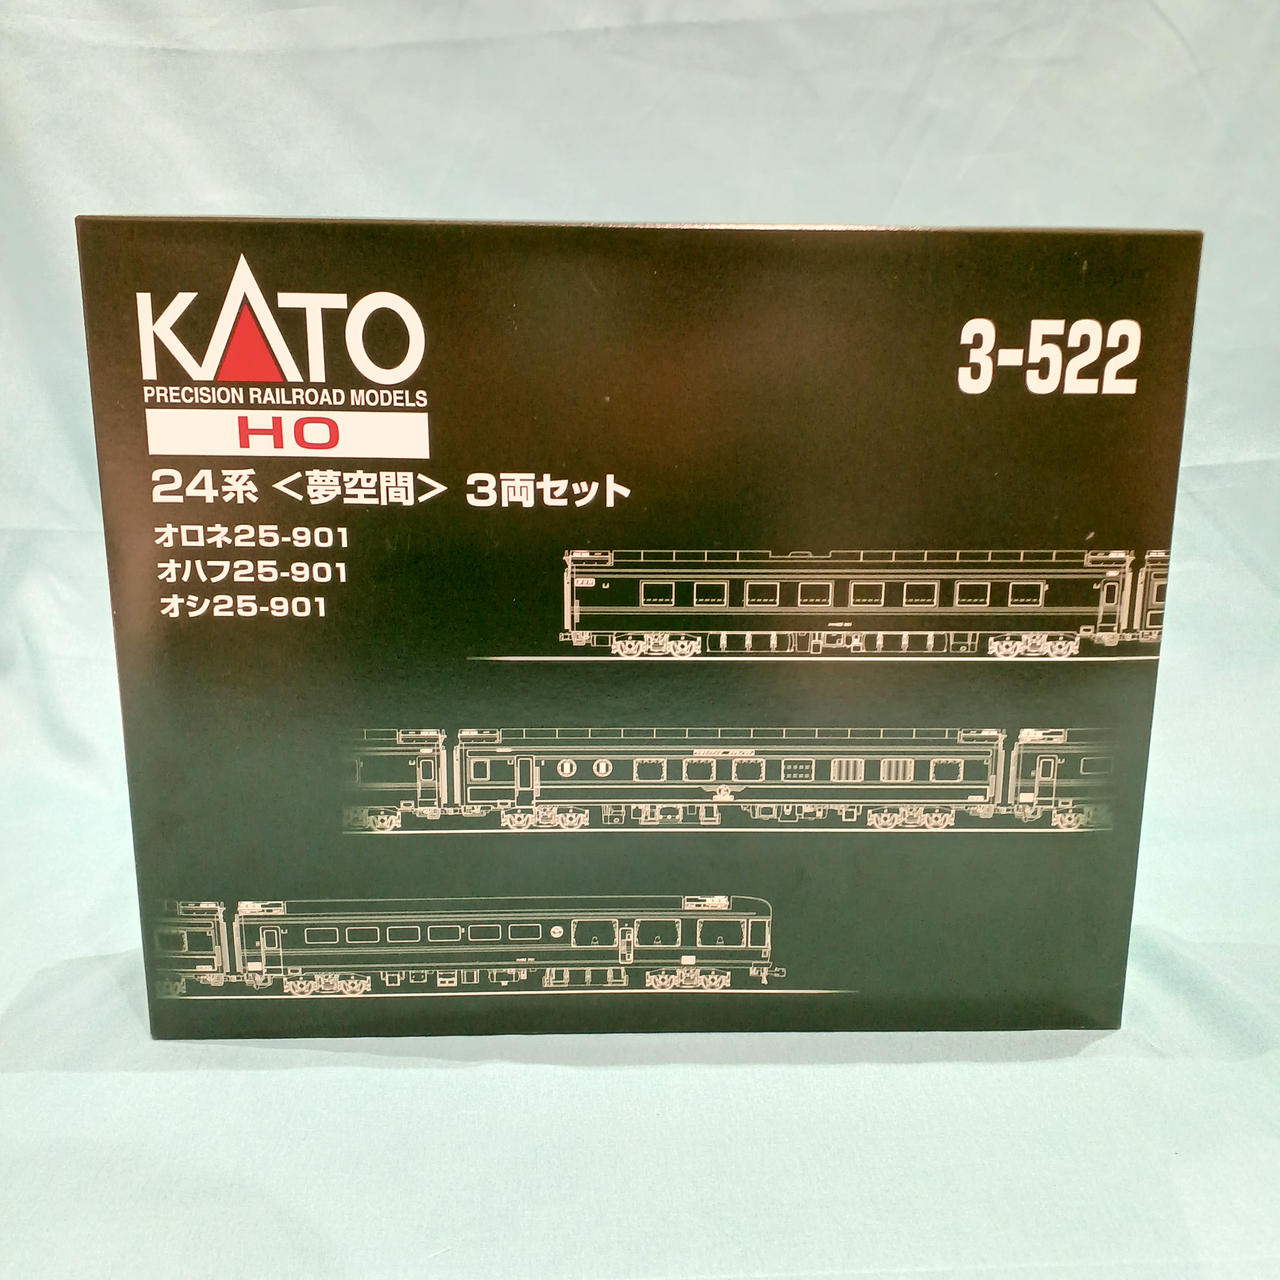 KATO
3-522
PRECISION RAILROAD MODELS
HO
24系 <夢空間> 3両セット
オロネ25-901
オハフ25-901
オシ25-901